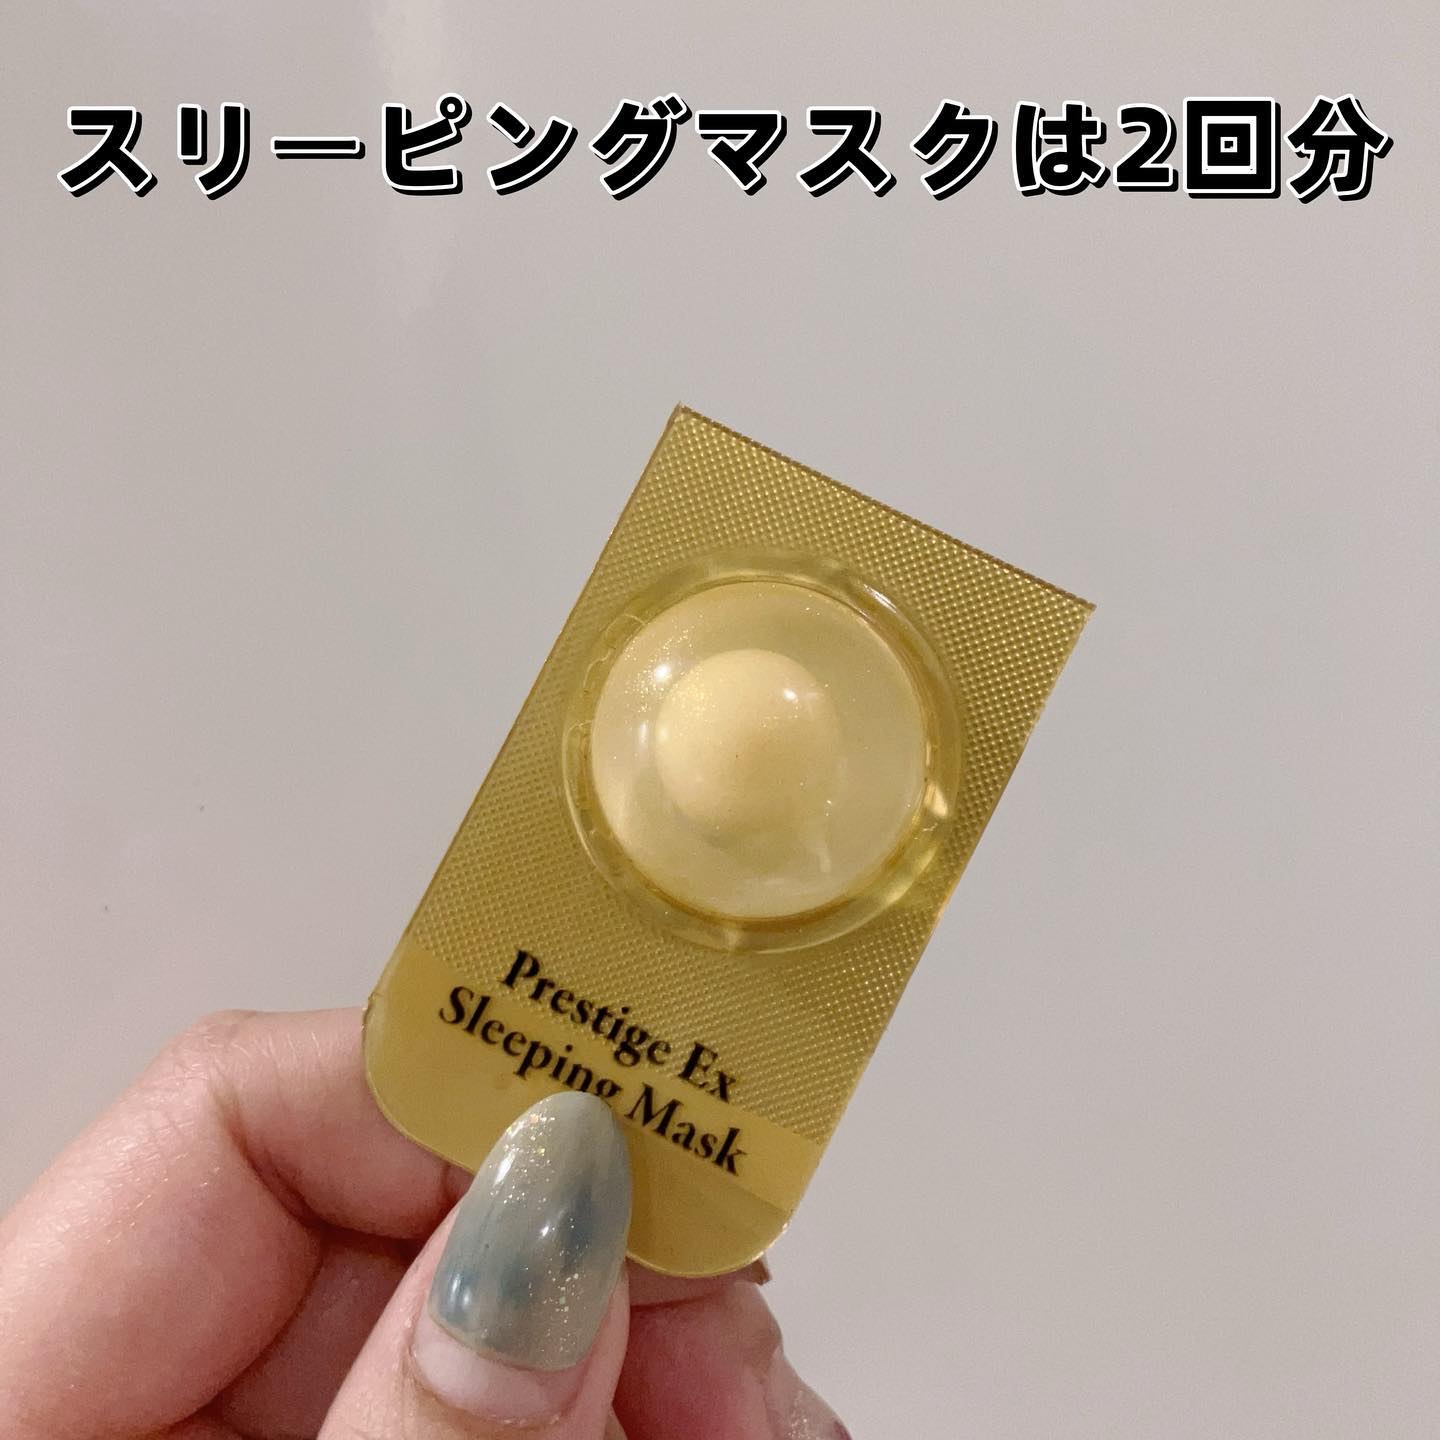 スリーピングマスクは2回分
Prestige Ex
Sleeping Mask